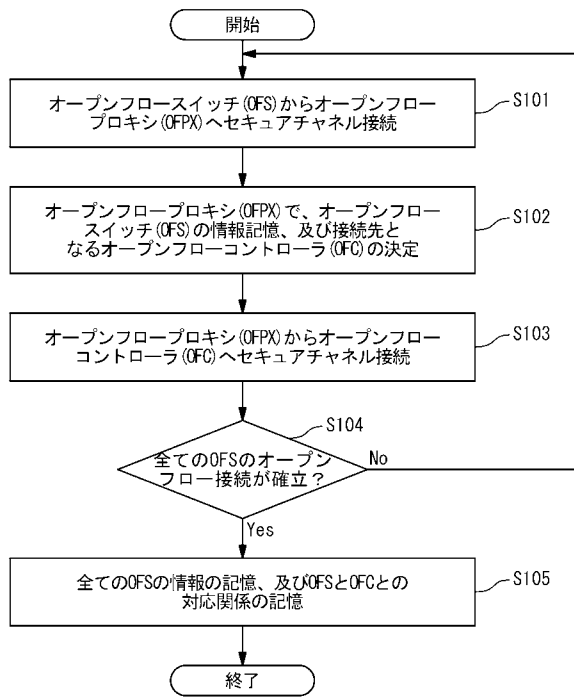 開始
オープンフロースイッチ(OFS)からオープンフロー
プロキシ(OFPX)へセキュアチャネル接続
S101
オープンフロープロキシ(OFPX)で、オープンフロー
スイッチ(OFS)の情報記憶、及び接続先と
なるオープンフローコントローラ(OFC)の決定
S102
オープンフロープロキシ(OFPX)からオープンフロー
コントローラ(OFC)へセキュアチャネル接続
S103
S104
全てのOFSのオープン
フロー接続が確立？
No
Yes
全てのOFSの情報の記憶、及びOFSとOFCとの
対応関係の記憶
S105
終了